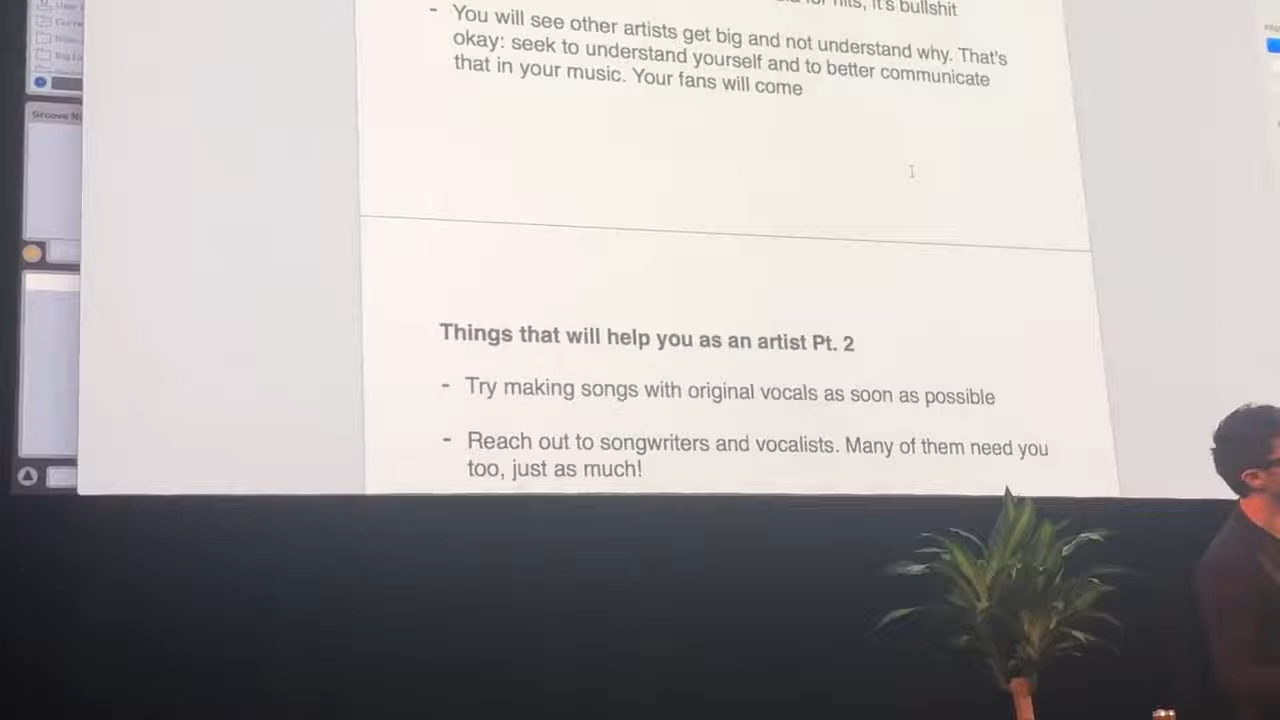 hits, it's bullshit
- You will see other artists get big and not understand why. That's
okay: seek to understand yourself and to better communicate
that in your music. Your fans will come
Groove
Things that will help you as an artist Pt. 2
- Try making songs with original vocals as soon as possible
- Reach out to songwriters and vocalists. Many of them need you
too, just as much!